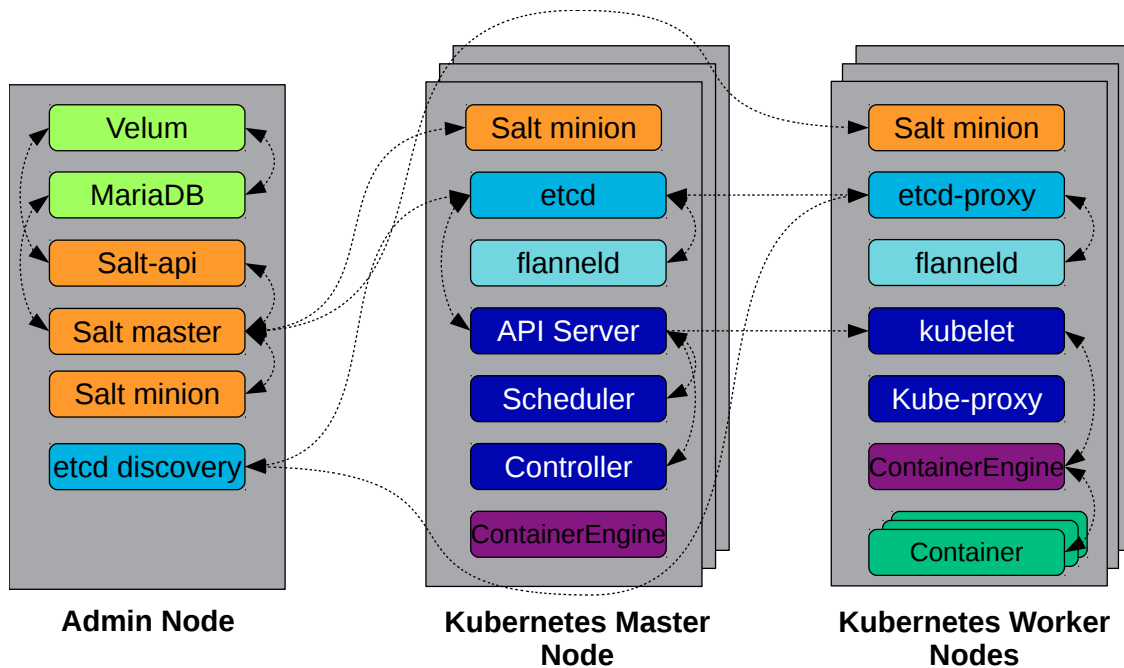 Velum
MariaDB
Salt-api
Salt master
Salt minion
etcd discovery
Admin Node
Salt minion
etcd
flanneld
API Server
Scheduler
Controller
ContainerEngine
Kubernetes Master
Node
Salt minion
etcd-proxy
flanneld
kubelet
Kube-proxy
ContainerEngine
Container
Kubernetes Worker
Nodes